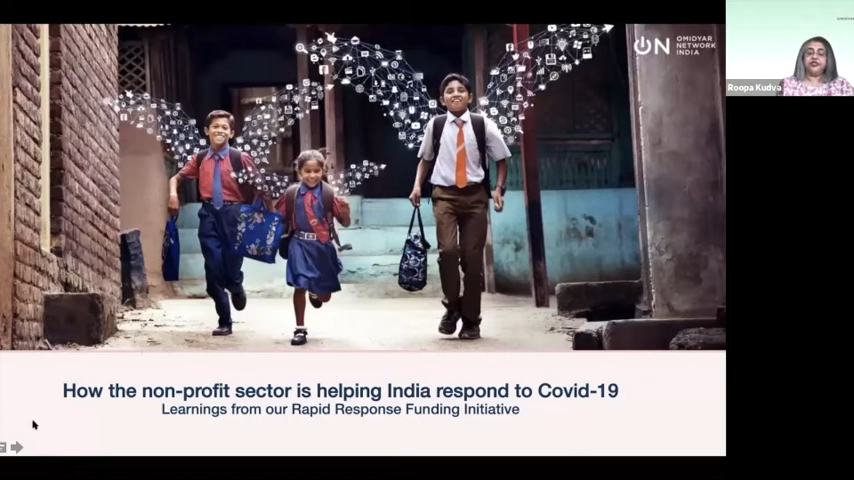 OMIDYAR
NETWORK
INDIA
Roopa Kudva
How the non-profit sector is helping India respond to Covid-19
Learnings from our Rapid Response Funding Initiative